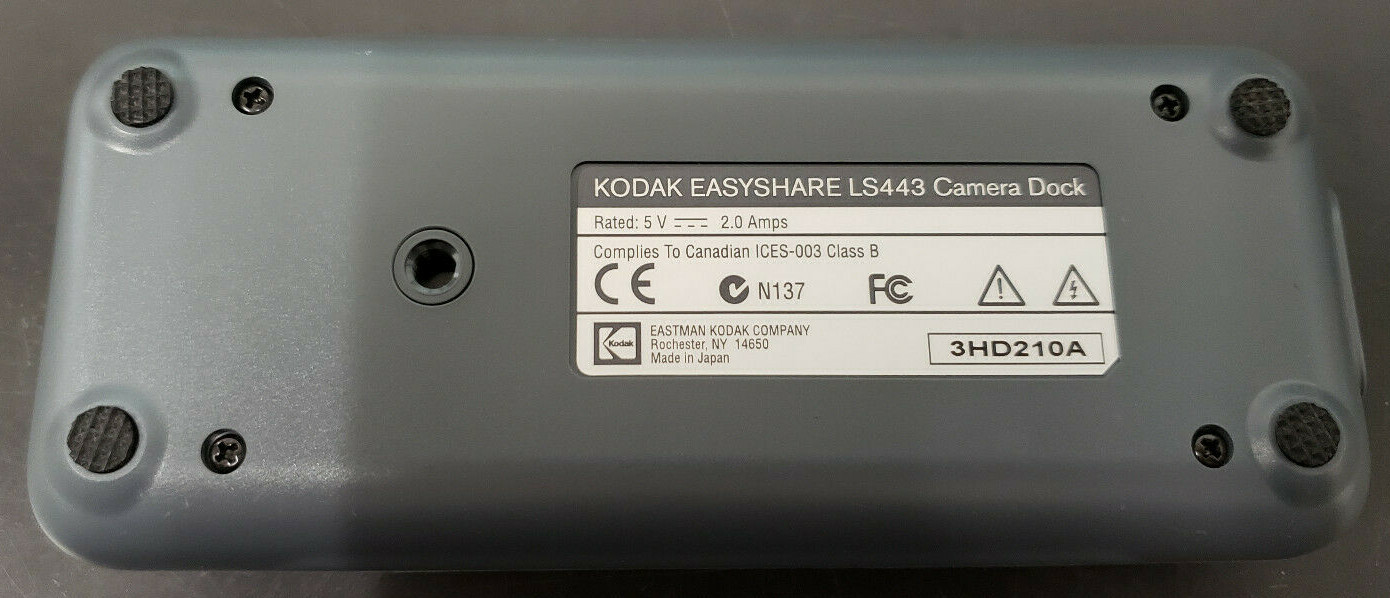 KODAK EASYSHARE LS443 Camera Dock
Rated: 5 V 2.0 Amps
Complies To Canadian ICES-003 Class B
CE N137 FC
Kodak
EASTMAN KODAK COMPANY
Rochester, NY 14650
Made in Japan
3HD210A